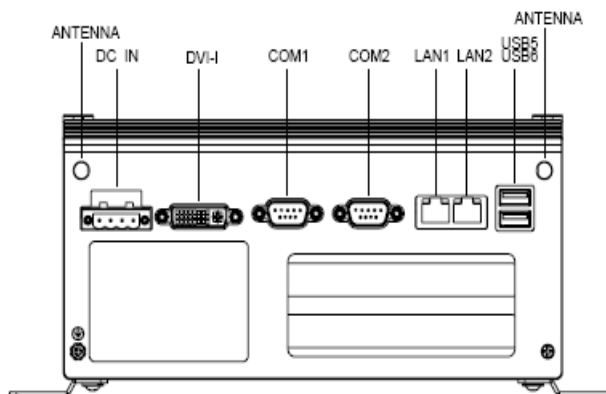 ANTENNA
ANTENNA
DC IN
DVI-I
COM1
COM2
LAN1
LAN2
USB5
USB6